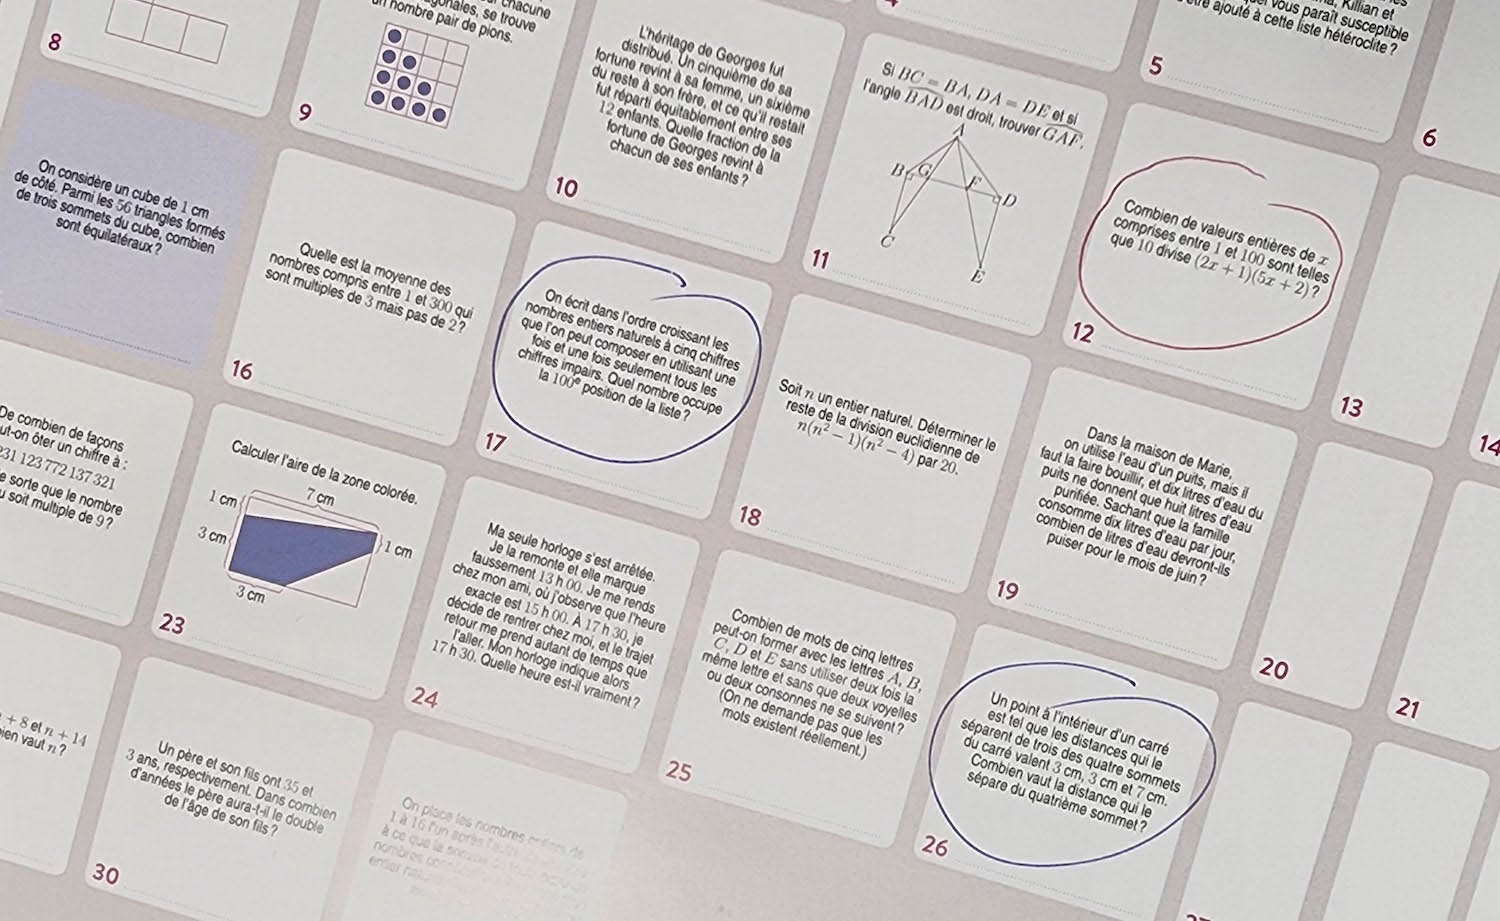 chacune
gonales, se trouve
un nombre pair de pions.
8
9
L'héritage de Georges fut
distribué. Un cinquième de sa
fortune revint à sa femme, un sixième
du reste à son frère, et ce qu'il restait
fut réparti équitablement entre ses
12 enfants. Quelle fraction de la
fortune de Georges revint à
chacun de ses enfants ?
10
Si BC = BA, DA = DE et si
l'angle BAD est droit, trouver GAF.
A
B
G
F
D
C
E
11
Killian et
vous paraît susceptible
être ajouté à cette liste hétéroclite ?
5
6
On considère un cube de 1 cm
de côté. Parmi les 56 triangles formés
de trois sommets du cube, combien
sont équilatéraux ?
Quelle est la moyenne des
nombres compris entre 1 et 300 qui
sont multiples de 3 mais pas de 2 ?
16
On écrit dans l'ordre croissant les
nombres entiers naturels à cinq chiffres
que l'on peut composer en utilisant une
fois et une fois seulement tous les
chiffres impairs. Quel nombre occupe
la 100e position de la liste ?
17
Combien de valeurs entières de x
comprises entre 1 et 100 sont telles
que 10 divise (2x + 1)(5x + 2) ?
12
13
14
De combien de façons
ut-on ôter un chiffre à :
231 123 772 137 321
e sorte que le nombre
u soit multiple de 9 ?
Calculer l'aire de la zone colorée.
1 cm
7 cm
3 cm
1 cm
3 cm
23
Soit n un entier naturel. Déterminer le
reste de la division euclidienne de
n(n² − 1)(n² − 4) par 20.
18
Dans la maison de Marie,
on utilise l'eau d'un puits, mais il
faut la faire bouillir, et dix litres d'eau du
puits ne donnent que huit litres d'eau
purifiée. Sachant que la famille
consomme dix litres d'eau par jour,
combien de litres d'eau devront-ils
puiser pour le mois de juin ?
19
20
21
Ma seule horloge s'est arrêtée.
Je la remonte et elle marque
faussement 13 h 00. Je me rends
chez mon ami, où j'observe que l'heure
exacte est 15 h 00. À 17 h 30, je
décide de rentrer chez moi, et le trajet
retour me prend autant de temps que
l'aller. Mon horloge indique alors
17 h 30. Quelle heure est-il vraiment ?
24
Combien de mots de cinq lettres
peut-on former avec les lettres A, B,
C, D et E sans utiliser deux fois la
même lettre et sans que deux voyelles
ou deux consonnes ne se suivent ?
(On ne demande pas que les
mots existent réellement.)
25
Un point à l'intérieur d'un carré
est tel que les distances qui le
séparent de trois des quatre sommets
du carré valent 3 cm, 3 cm et 7 cm.
Combien vaut la distance qui le
sépare du quatrième sommet ?
26
+ 8 et n + 14
ien vaut n ?
Un père et son fils ont 35 et
3 ans, respectivement. Dans combien
d'années le père aura-t-il le double
de l'âge de son fils ?
30
On place les nombres entiers de
1 à 16 l'un après l'
à ce que la somme
nombres
entier